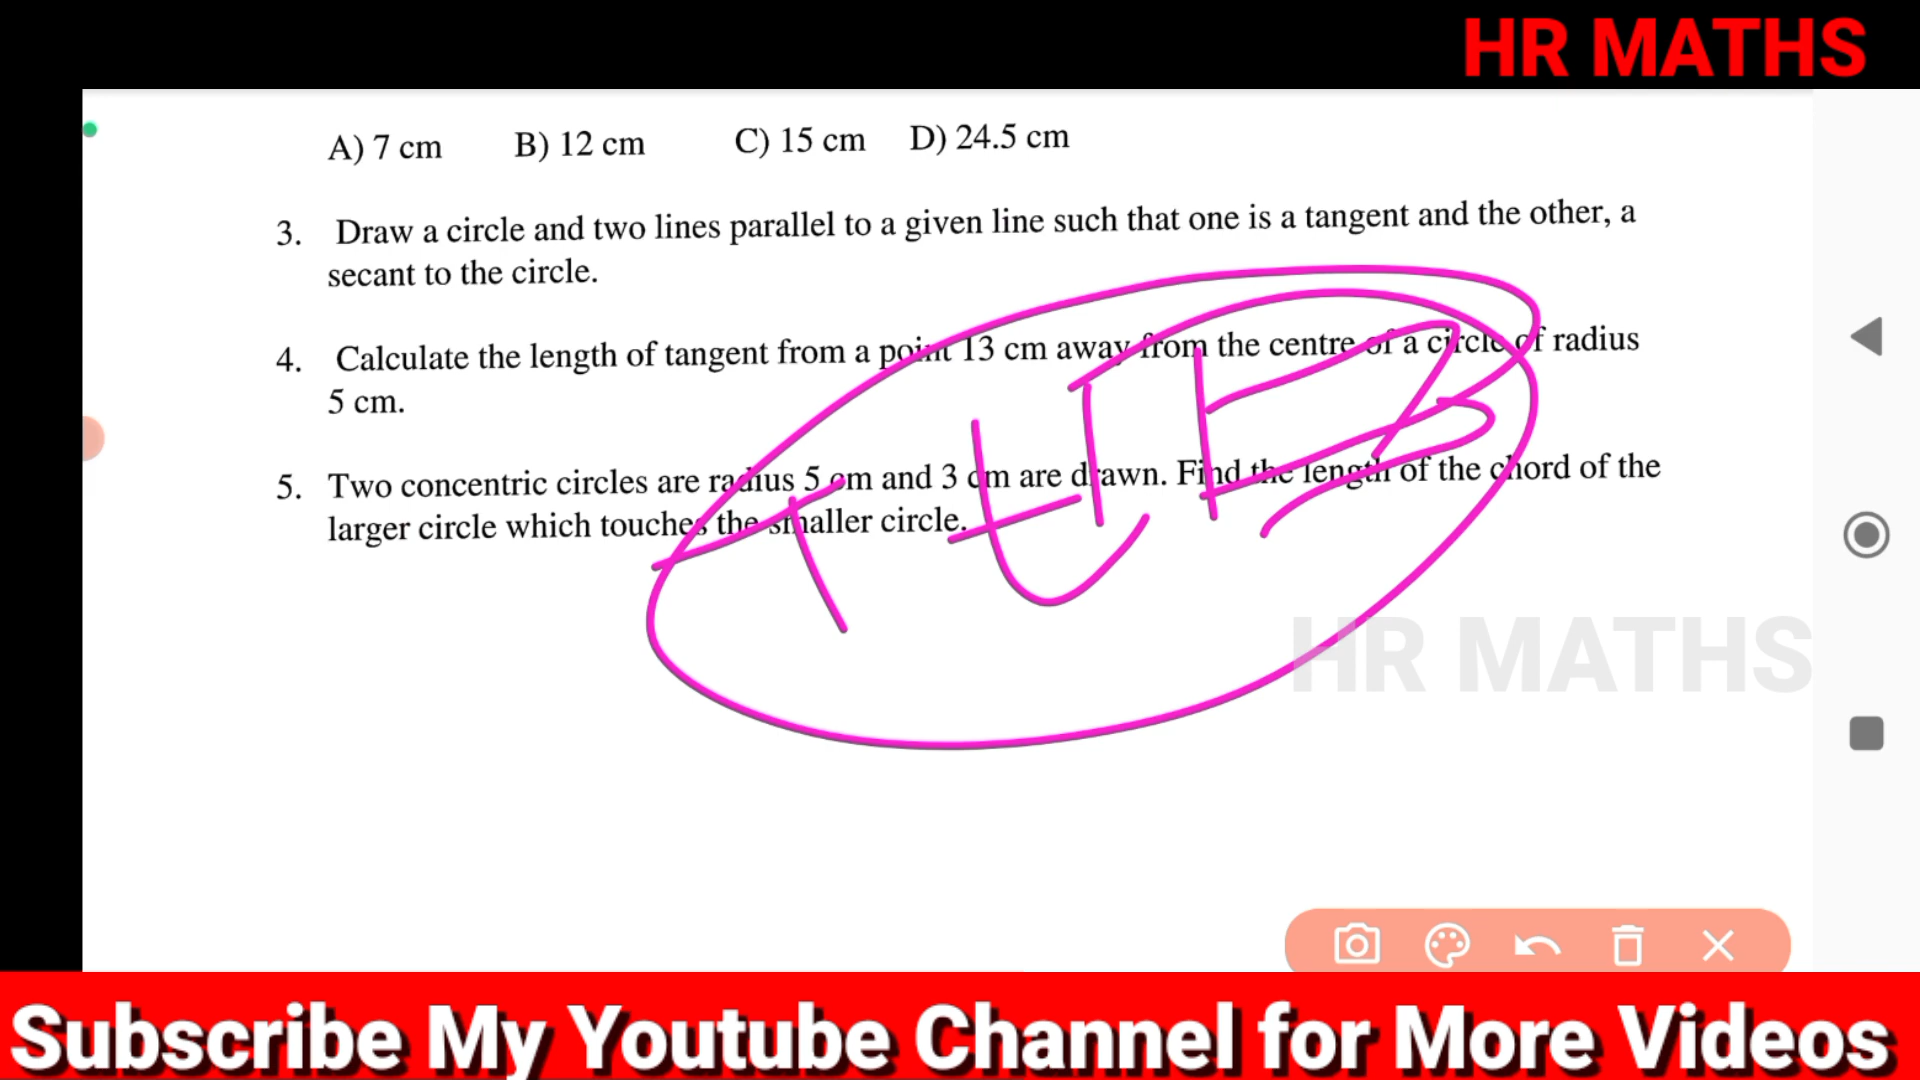 HR MATHS
A) 7 cm B) 12 cm C) 15 cm D) 24.5 cm
3. Draw a circle and two lines parallel to a given line such that one is a tangent and the other, a
secant to the circle.
4. Calculate the length of tangent from a point 13 cm away from the centre of a circle of radius
5 cm.
5. Two concentric circles are radius 5 cm and 3 cm are drawn. Find the length of the chord of the
larger circle which touches the smaller circle.
HR MATHS
Subscribe My Youtube Channel for More Videos